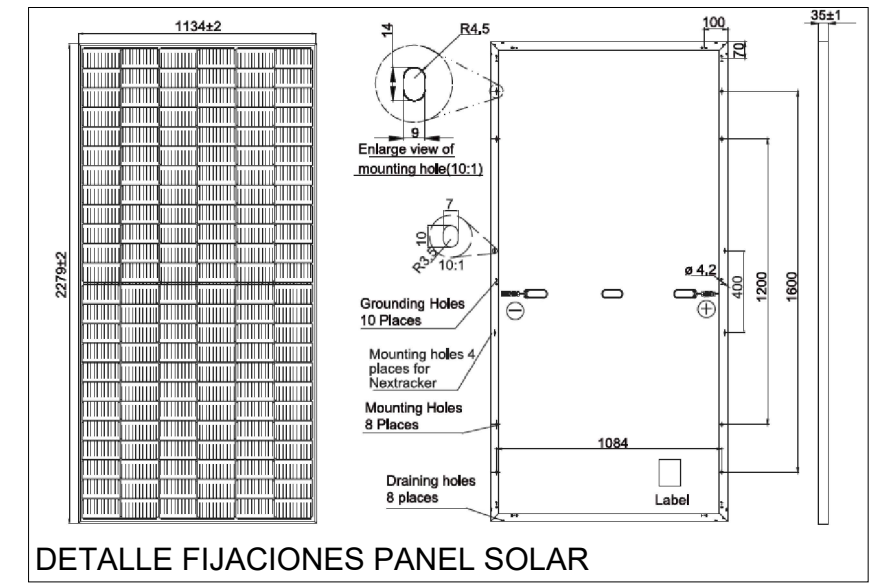 1134±2
2279±2
14
R4.5
9
Enlarge view of
mounting hole(10:1)
7
10
R3.5
10:1
Grounding Holes
10 Places
Mounting holes 4
places for
Nextracker
Mounting Holes
8 Places
Draining holes
8 places
100
70
ø 4.2
400
1200
1600
−
+
1084
Label
35±1
DETALLE FIJACIONES PANEL SOLAR